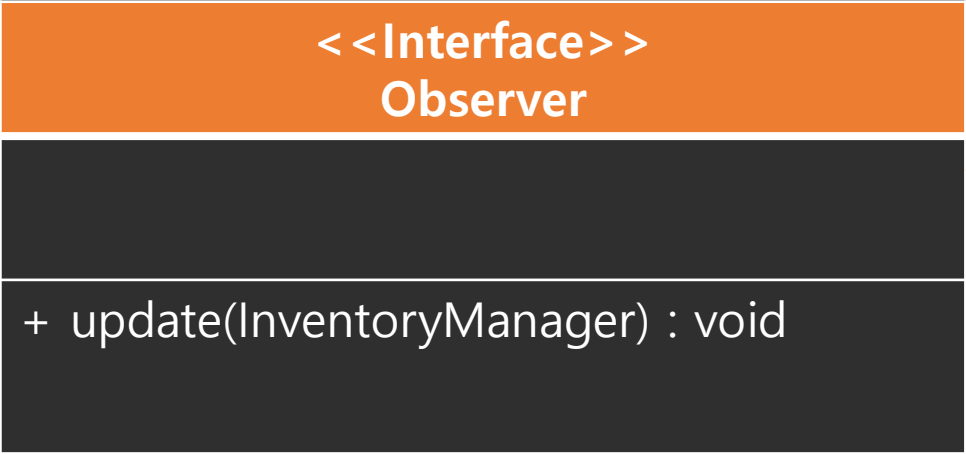 <<Interface>>
Observer
+ update(InventoryManager) : void